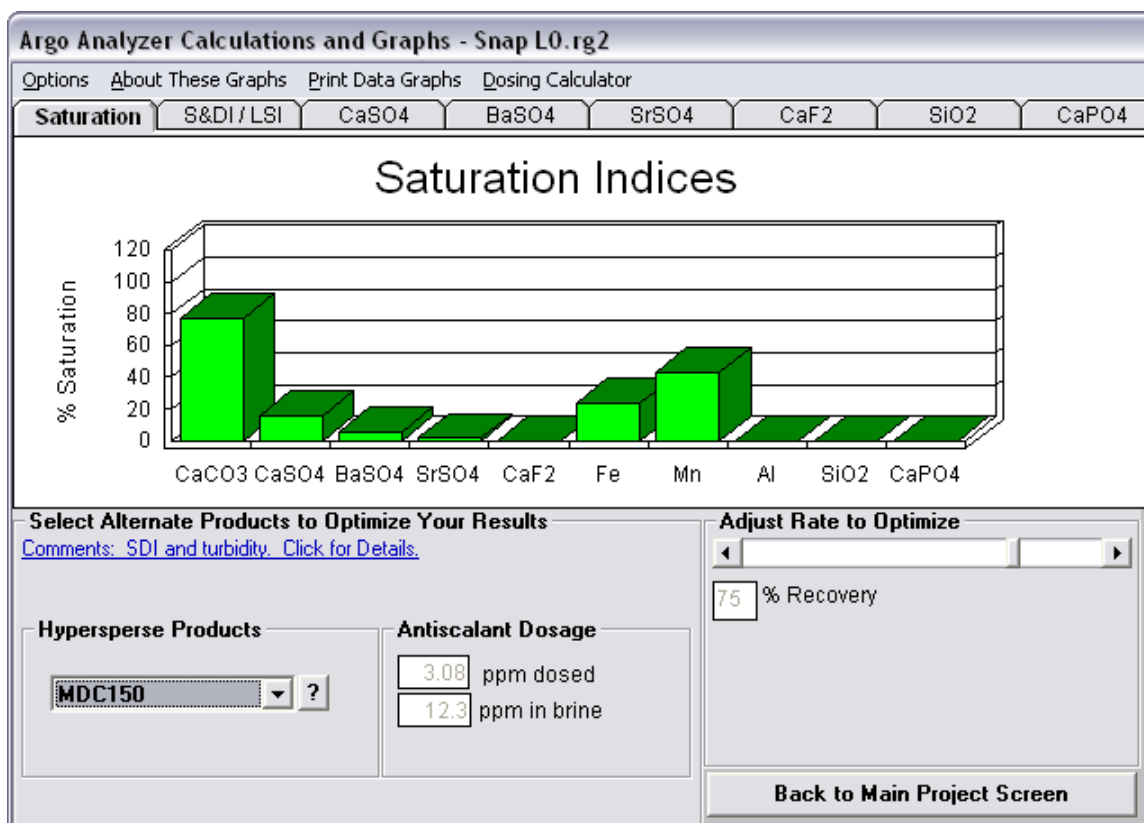 Argo Analyzer Calculations and Graphs - Snap L0.rg2
Options About These Graphs Print Data Graphs Dosing Calculator
Saturation S&DI / LSI CaSO4 BaSO4 SrSO4 CaF2 SiO2 CaPO4
Saturation Indices
120
100
80
60
40
20
0
% Saturation
CaCO3 CaSO4 BaSO4 SrSO4 CaF2 Fe Mn Al SiO2 CaPO4
Select Alternate Products to Optimize Your Results
Comments: SDI and turbidity. Click for Details.
Hypersperse Products
MDC150 ?
Antiscalant Dosage
3.08 ppm dosed
12.3 ppm in brine
Adjust Rate to Optimize
75 % Recovery
Back to Main Project Screen